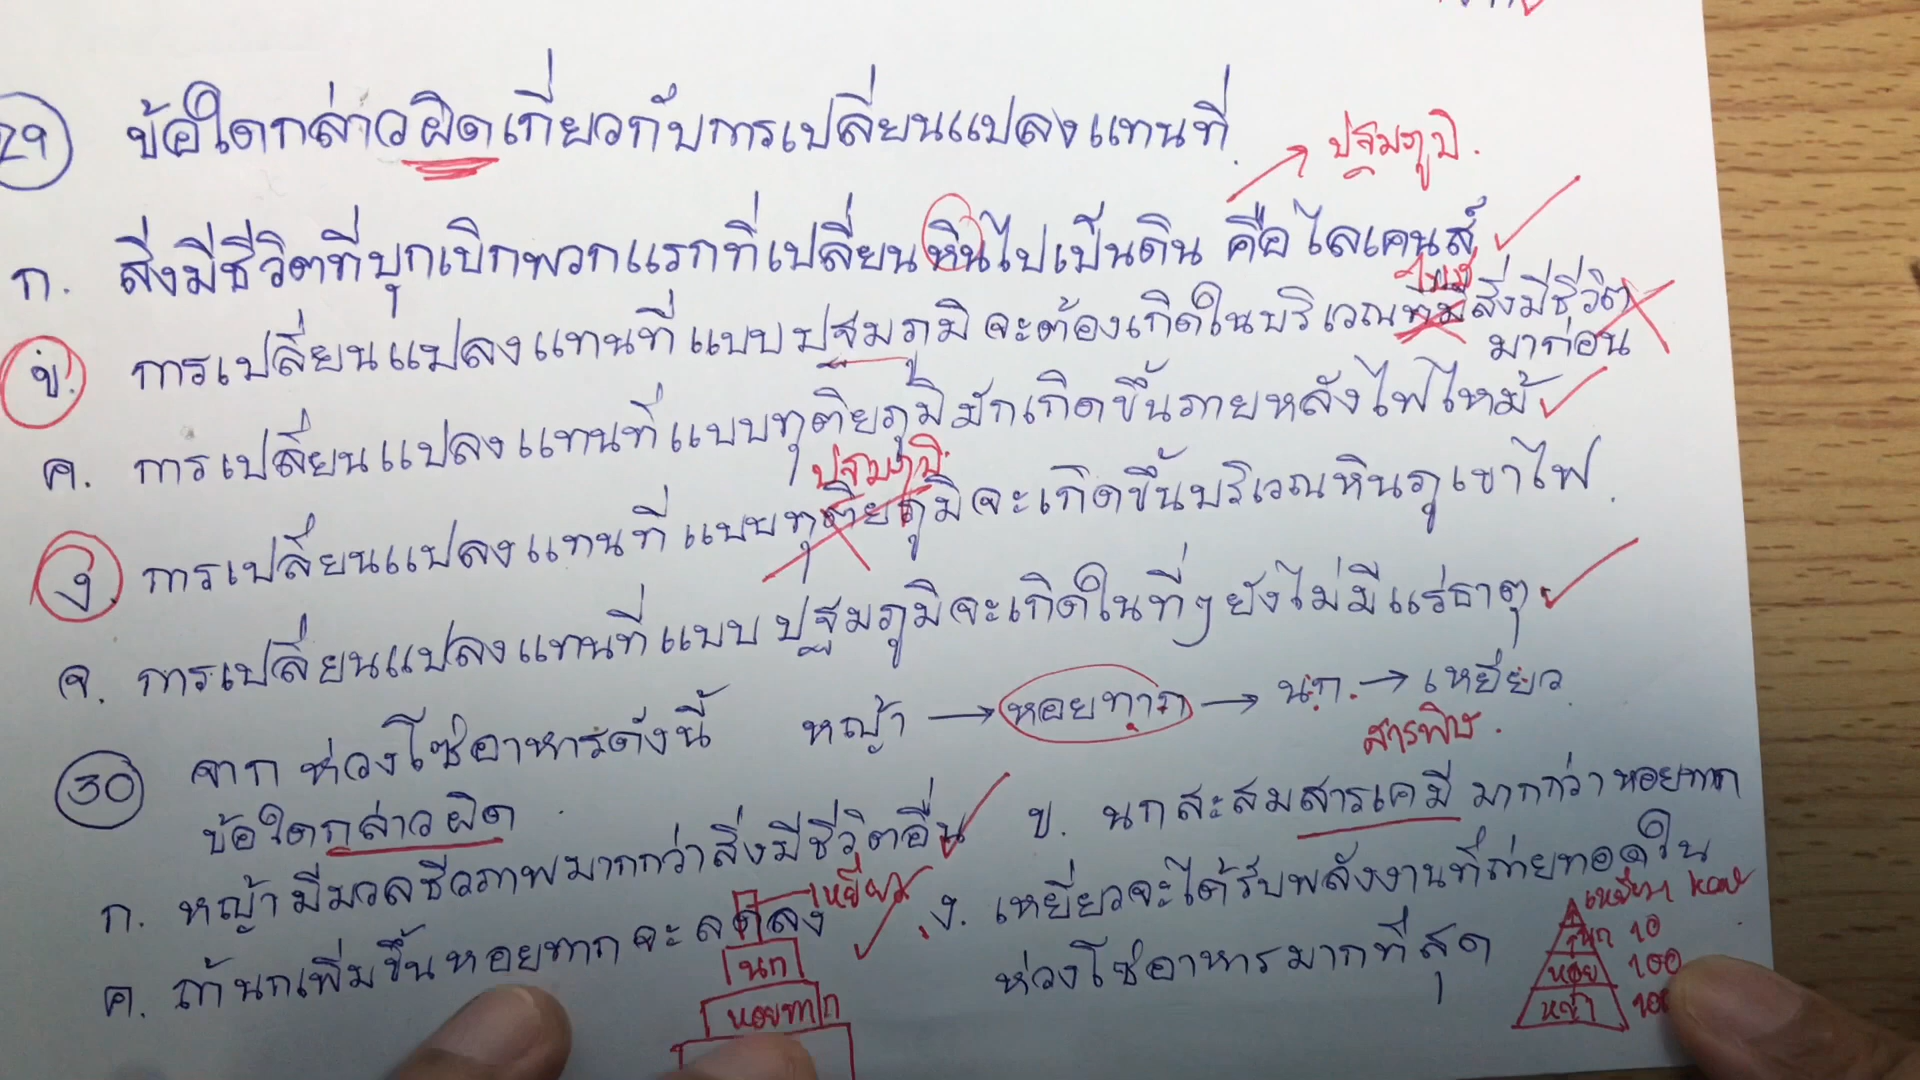 29 ข้อใดกล่าวผิดเกี่ยวกับการเปลี่ยนแปลงแทนที่
ปฐมภูมิ.
ก. สิ่งมีชีวิตที่บุกเบิกพวกแรกที่เปลี่ยนหินไปเป็นดิน คือไลเคนส์
ไม่มี
ข. การเปลี่ยนแปลงแทนที่แบบปฐมภูมิจะต้องเกิดในบริเวณที่มีสิ่งมีชีวิต
มาก่อน
ค. การเปลี่ยนแปลงแทนที่แบบทุติยภูมิมักเกิดขึ้นภายหลังไฟไหม้
ปฐมภูมิ
ง. การเปลี่ยนแปลงแทนที่แบบทุติยภูมิจะเกิดขึ้นบริเวณหินภูเขาไฟ.
จ. การเปลี่ยนแปลงแทนที่แบบปฐมภูมิจะเกิดในที่ๆยังไม่มีแร่ธาตุ
30 จากห่วงโซ่อาหารดังนี้ หญ้า → หอยทาก → นก → เหยี่ยว
สารพิษ.
ข้อใดกล่าวผิด
ก. หญ้ามีมวลชีวภาพมากกว่าสิ่งมีชีวิตอื่น
ข. นกสะสมสารเคมีมากกว่าหอยทาก
ค. ถ้านกเพิ่มขึ้นหอยทากจะลดลง
ง. เหยี่ยวจะได้รับพลังงานที่ถ่ายทอดใน
ห่วงโซ่อาหารมากที่สุด
เหยี่ยว
นก
หอยทาก
เหยี่ยว
นก 10
หอย 100
หญ้า